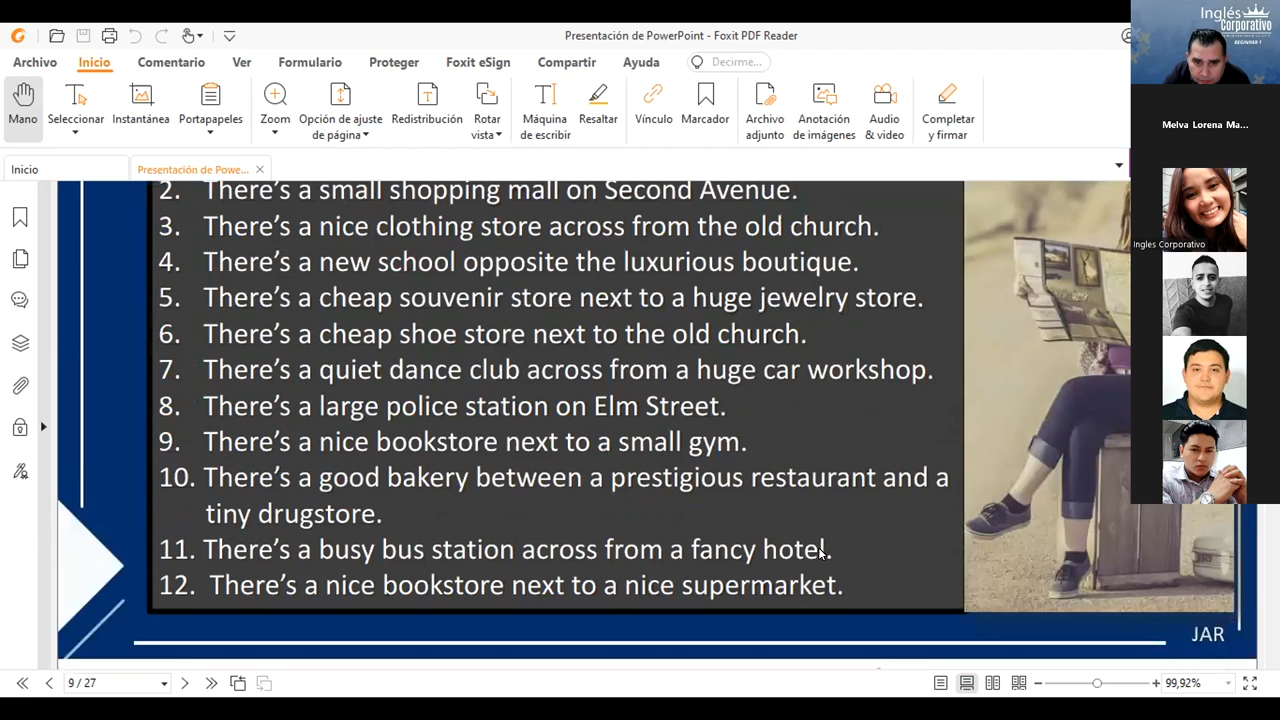 Presentación de PowerPoint - Foxit PDF Reader
Archivo Inicio Comentario Ver Formulario Proteger Foxit eSign Compartir Ayuda Decirme...
Mano Seleccionar Instantánea Portapapeles Zoom Opción de ajuste de página Redistribución Rotar vista Máquina de escribir Resaltar Vínculo Marcador Archivo adjunto Anotación de imágenes Audio & video Completar y firmar
Inicio Presentación de Powe...
2. There's a small shopping mall on Second Avenue.
3. There's a nice clothing store across from the old church.
4. There's a new school opposite the luxurious boutique.
5. There's a cheap souvenir store next to a huge jewelry store.
6. There's a cheap shoe store next to the old church.
7. There's a quiet dance club across from a huge car workshop.
8. There's a large police station on Elm Street.
9. There's a nice bookstore next to a small gym.
10. There's a good bakery between a prestigious restaurant and a
tiny drugstore.
11. There's a busy bus station across from a fancy hotel.
12. There's a nice bookstore next to a nice supermarket.
JAR
9 / 27
99,92%
Inglés
Corporativo
BEGINNER 1
Melva Lorena Ma...
Ingles Corporativo